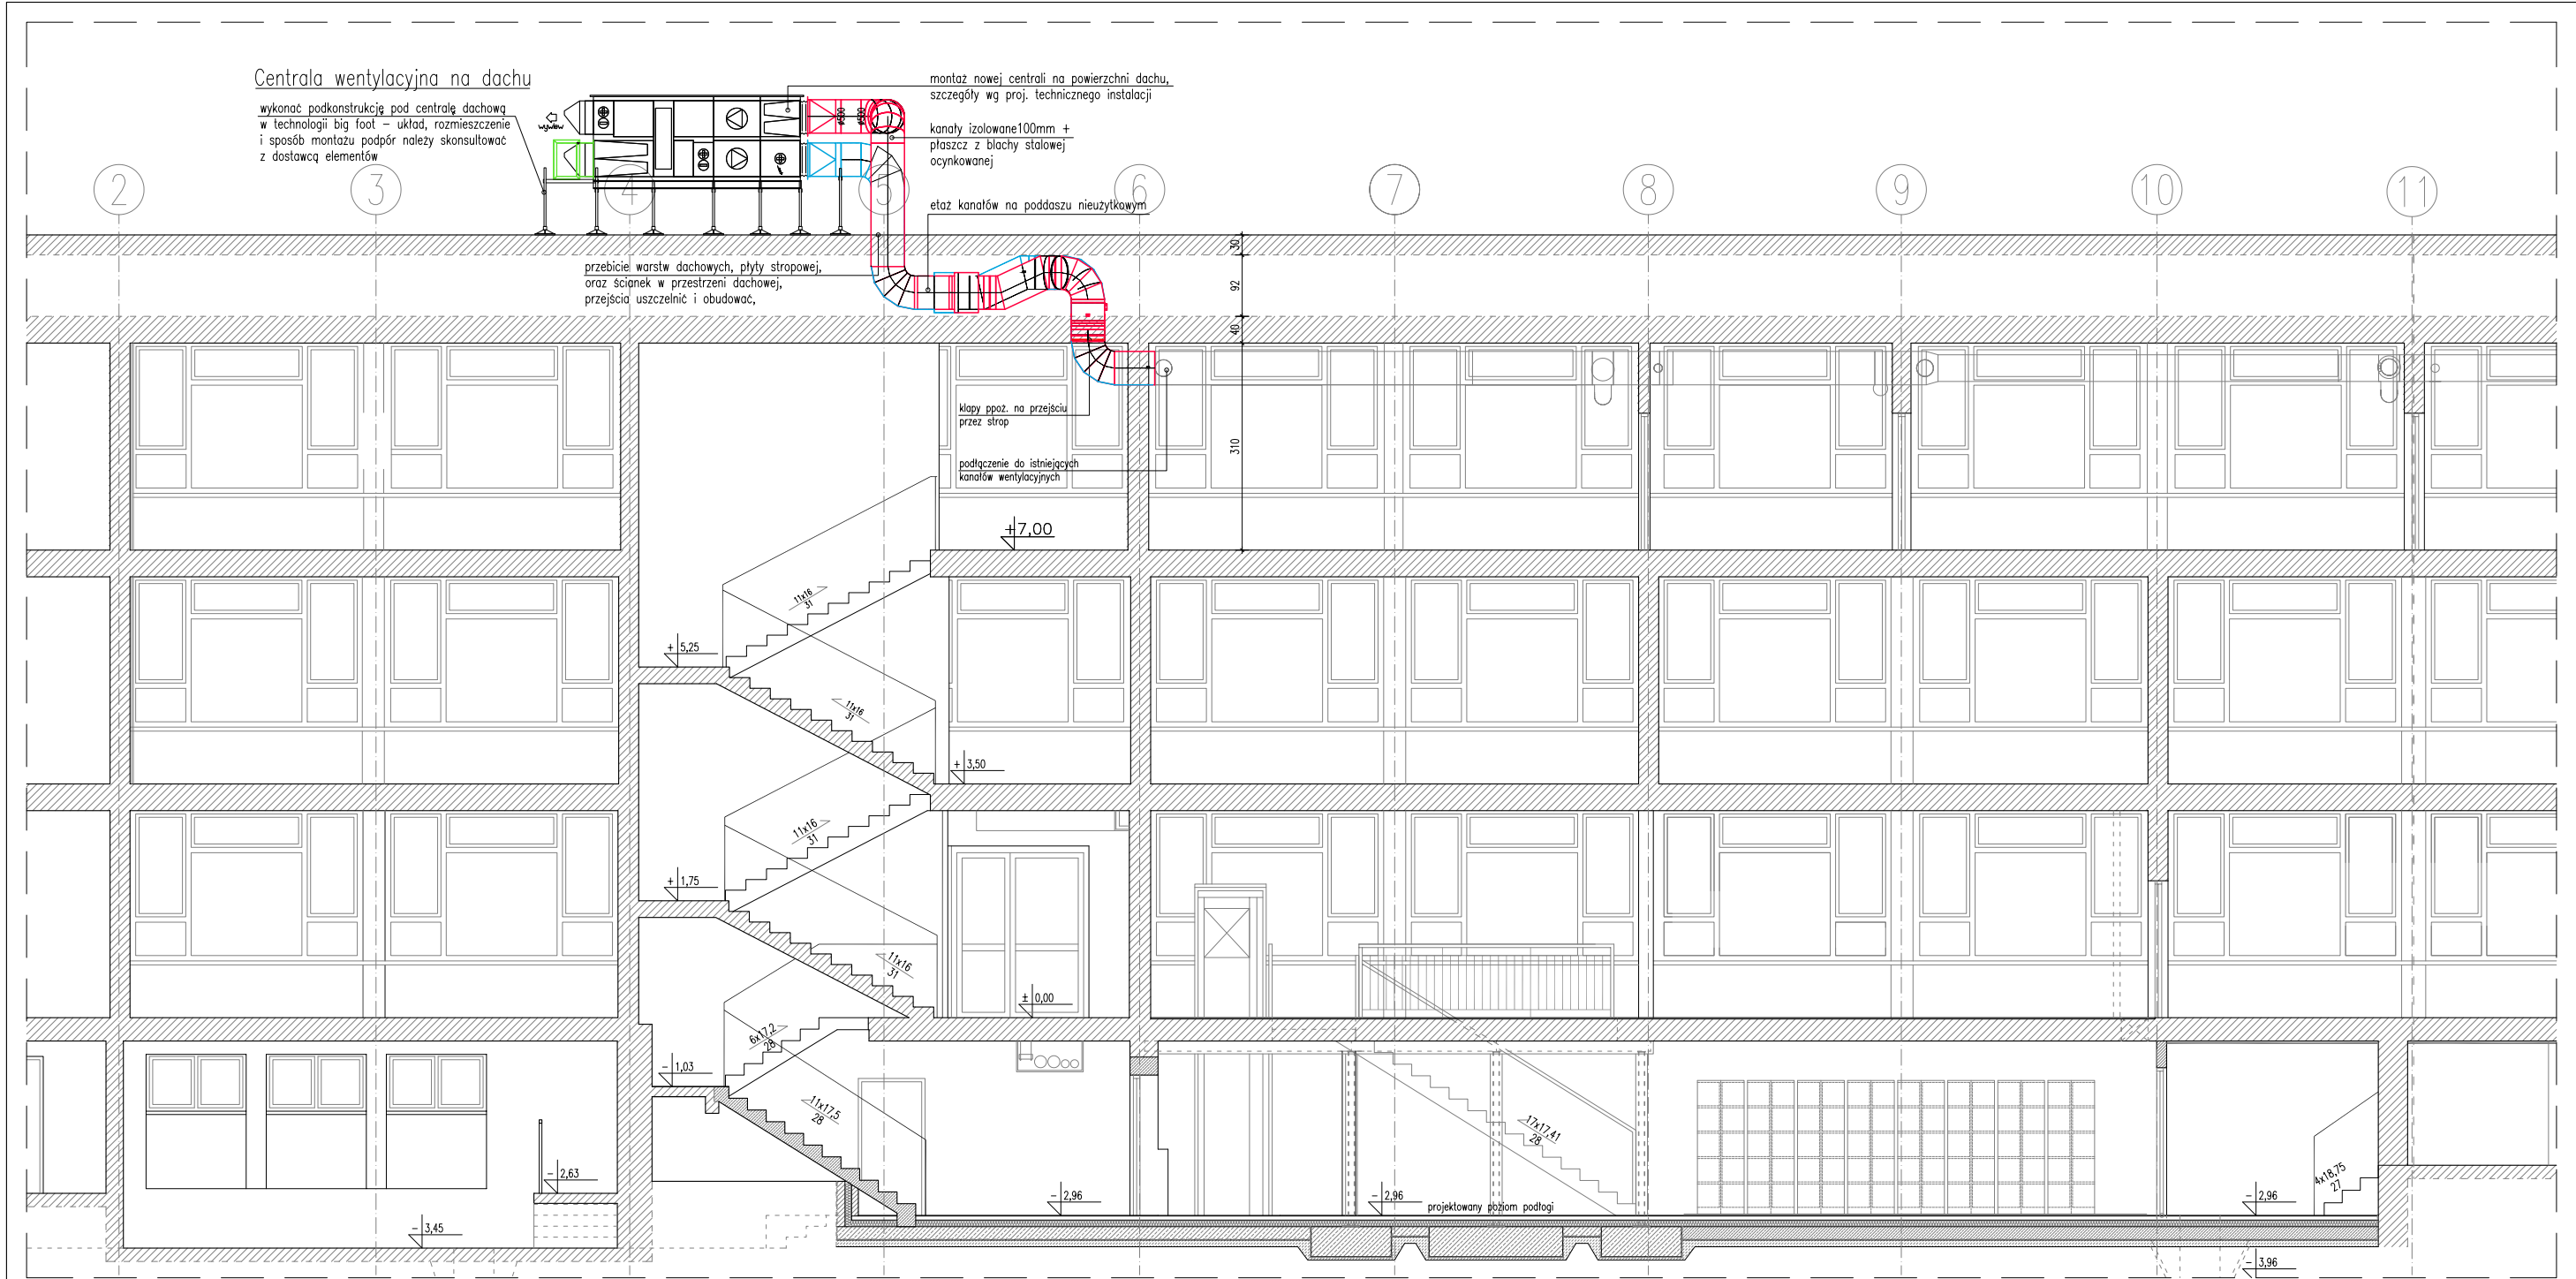 Centrala wentylacyjna na dachu
wykonać podkonstrukcję pod centralę dachową
w technologii big foot – układ, rozmieszczenie
i sposób montażu podpór należy skonsultować
z dostawcą elementów
wywiew
ø500
ø500
montaż nowej centrali na powierzchni dachu,
szczegóły wg proj. technicznego instalacji
kanały izolowane100mm +
płaszcz z blachy stalowej
ocynkowanej
etaż kanałów na poddaszu nieużytkowym
2
3
4
5
6
7
8
9
10
11
przebicie warstw dachowych, płyty stropowej,
oraz ścianek w przestrzeni dachowej,
przejścia uszczelnić i obudować,
30
92
40
310
klapy ppoż. na przejściu
przez strop
podłączenie do istniejących
kanałów wentylacyjnych
+7,00
11x16
31
+ 5,25
11x16
31
+ 3,50
11x16
31
+ 1,75
11x16
31
± 0,00
6x17,2
28
- 1,03
11x17,5
28
17x17,41
28
- 2,63
- 3,45
- 2,96
- 2,96
projektowany poziom podłogi
4x18,75
27
- 2,96
- 3,96